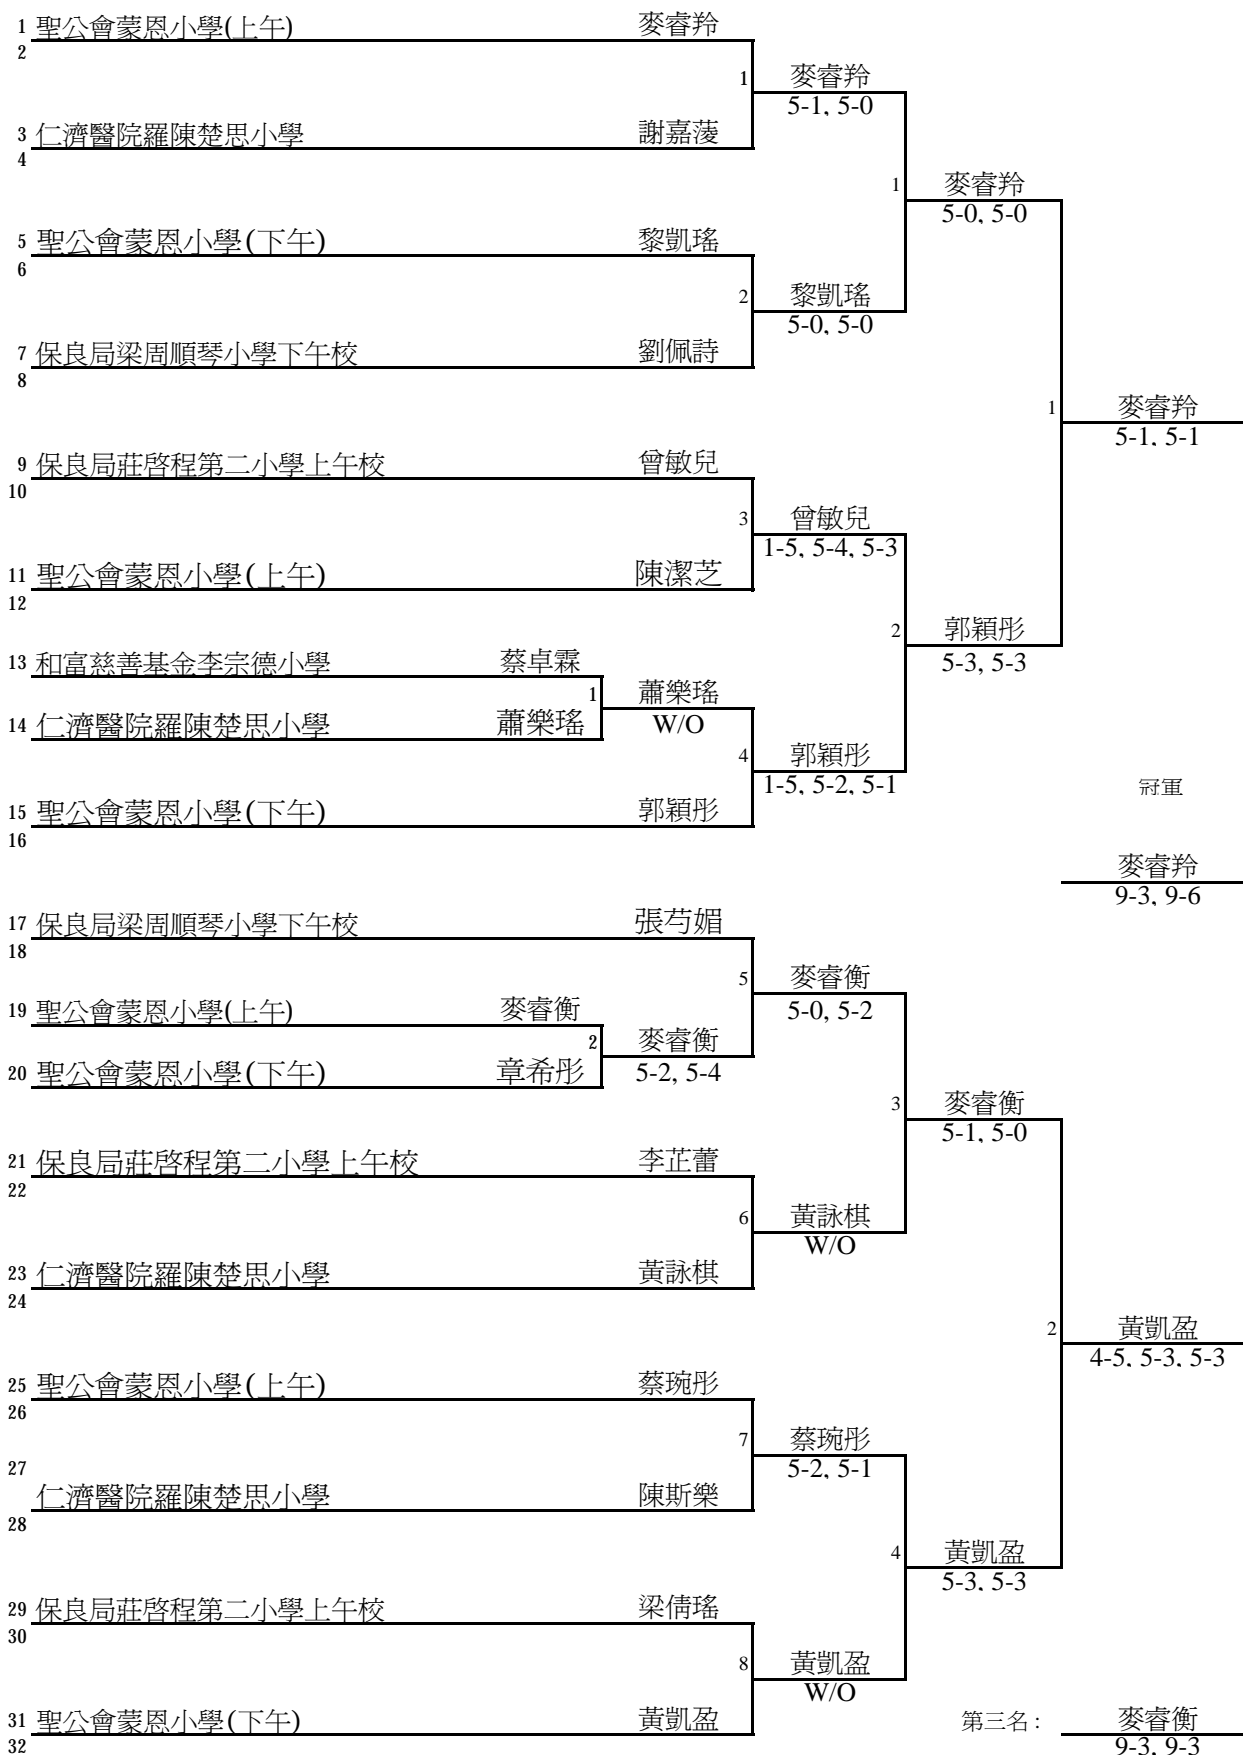 1 聖公會蒙恩小學(上午) 麥睿羚
2
1 麥睿羚
5-1, 5-0
3 仁濟醫院羅陳楚思小學 謝嘉蔆
4
1 麥睿羚
5-0, 5-0
5 聖公會蒙恩小學(下午) 黎凱瑤
6
2 黎凱瑤
5-0, 5-0
7 保良局梁周順琴小學下午校 劉佩詩
8
1 麥睿羚
5-1, 5-1
9 保良局莊啓程第二小學上午校 曾敏兒
10
3 曾敏兒
1-5, 5-4, 5-3
11 聖公會蒙恩小學(上午) 陳潔芝
12
2 郭穎彤
5-3, 5-3
13 和富慈善基金李宗德小學 蔡卓霖
1 蕭樂瑤
W/O
14 仁濟醫院羅陳楚思小學 蕭樂瑤
4 郭穎彤
1-5, 5-2, 5-1
冠軍
15 聖公會蒙恩小學(下午) 郭穎彤
16
麥睿羚
9-3, 9-6
17 保良局梁周順琴小學下午校 張芍媚
18
5 麥睿衡
5-0, 5-2
19 聖公會蒙恩小學(上午) 麥睿衡
2 麥睿衡
5-2, 5-4
20 聖公會蒙恩小學(下午) 章希彤
3 麥睿衡
5-1, 5-0
21 保良局莊啓程第二小學上午校 李芷蕾
22
6 黃詠棋
W/O
23 仁濟醫院羅陳楚思小學 黃詠棋
24
2 黃凱盈
4-5, 5-3, 5-3
25 聖公會蒙恩小學(上午) 蔡琬彤
26
7 蔡琬彤
5-2, 5-1
27
仁濟醫院羅陳楚思小學 陳斯樂
28
4 黃凱盈
5-3, 5-3
29 保良局莊啓程第二小學上午校 梁倩瑤
30
8 黃凱盈
W/O
31 聖公會蒙恩小學(下午) 黃凱盈
32
第三名: 麥睿衡
9-3, 9-3